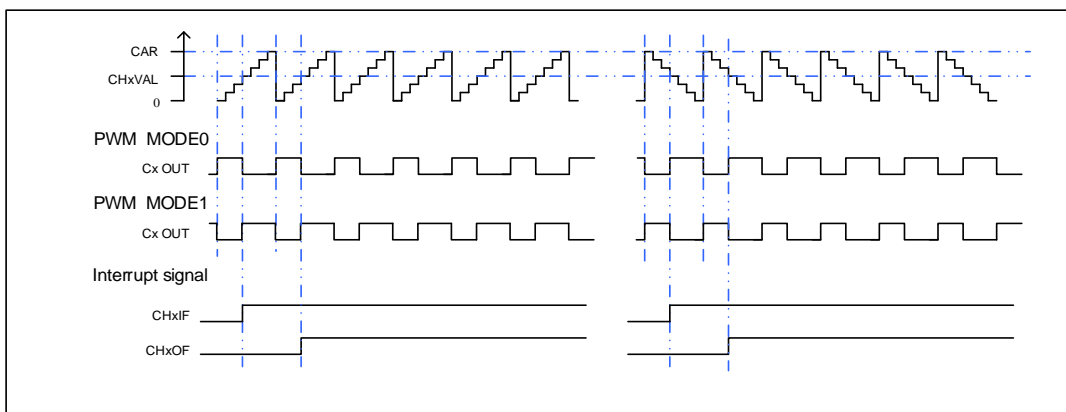 CAR
CHxVAL
0
PWM MODE0
Cx OUT
PWM MODE1
Cx OUT
Interrupt signal
CHxIF
CHxOF